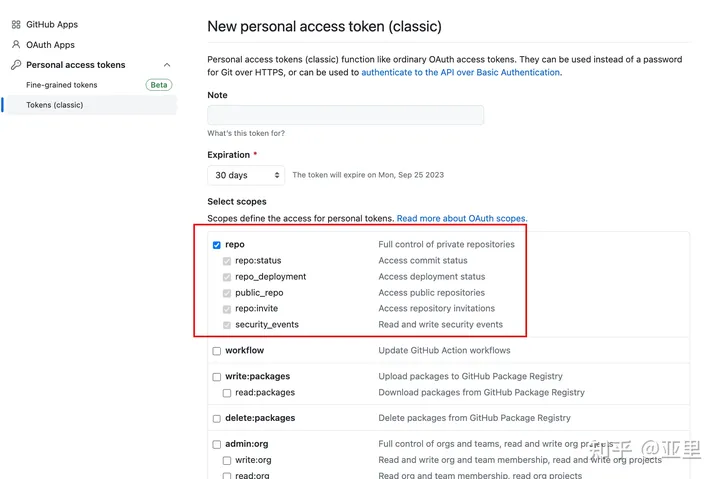 GitHub Apps
OAuth Apps
Personal access tokens
Fine-grained tokens Beta
Tokens (classic)
New personal access token (classic)
Personal access tokens (classic) function like ordinary OAuth access tokens. They can be used instead of a password
for Git over HTTPS, or can be used to authenticate to the API over Basic Authentication.
Note
What's this token for?
Expiration *
30 days The token will expire on Mon, Sep 25 2023
Select scopes
Scopes define the access for personal tokens. Read more about OAuth scopes.
repo Full control of private repositories
repo:status Access commit status
repo_deployment Access deployment status
public_repo Access public repositories
repo:invite Access repository invitations
security_events Read and write security events
workflow Update GitHub Action workflows
write:packages Upload packages to GitHub Package Registry
read:packages Download packages from GitHub Package Registry
delete:packages Delete packages from GitHub Package Registry
admin:org Full control of orgs and teams, read and write org projects
write:org Read and write org and team membership, read and write org projects
read:org Read org and team membership, read org projects
知乎 @亚里